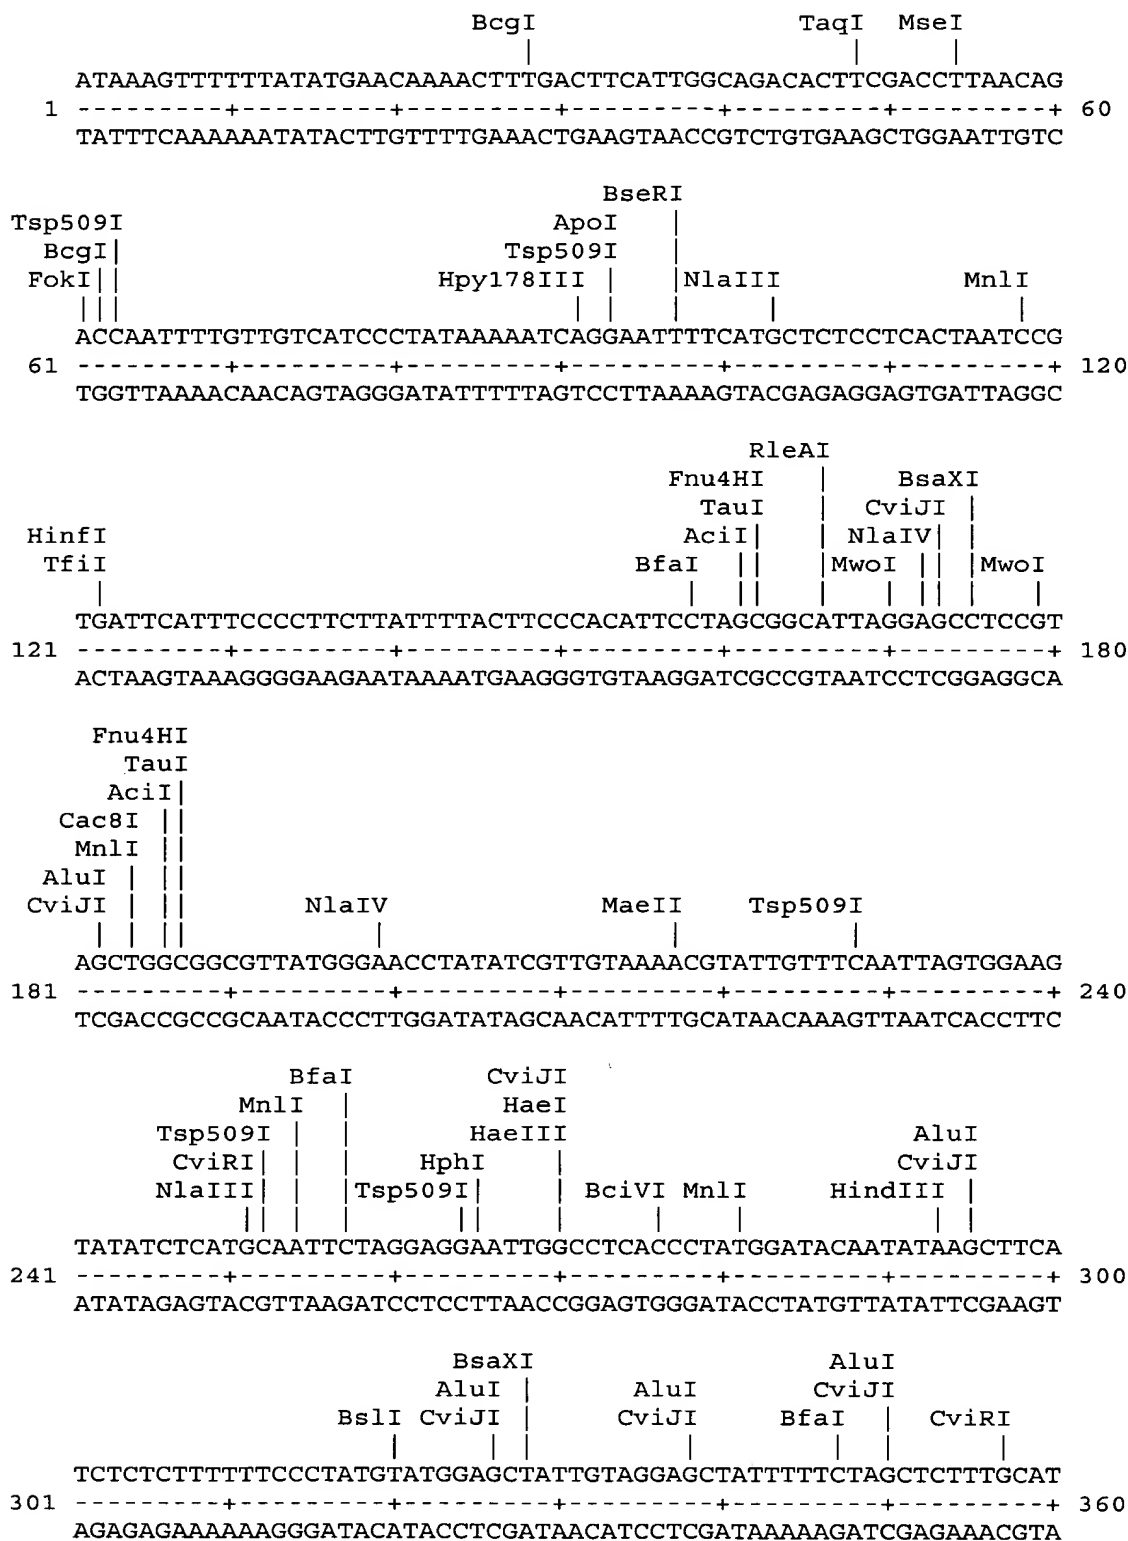 BcgI TaqI MseI
| | |
ATAAAGTTTTTTATATGAACAAAACTTTGACTTCATTGGCAGACACTTCGACCTTAACAG
1 ---------+---------+---------+---------+---------+---------+ 60
TATTTCAAAAAATATACTTGTTTTGAAACTGAAGTAACCGTCTGTGAAGCTGGAATTGTC
BseRI
Tsp509I ApoI |
BcgI| Tsp509I |
FokI|| Hpy178III | |NlaIII MnlI
||| | | | | |
ACCAATTTTGTTGTCATCCCTATAAAAATCAGGAATTTTCATGCTCTCCTCACTAATCCG
61 ---------+---------+---------+---------+---------+---------+ 120
TGGTTAAAACAACAGTAGGGATATTTTTAGTCCTTAAAAGTACGAGAGGAGTGATTAGGC
RleAI
Fnu4HI | BsaXI
TauI | CviJI |
HinfI AciI| | NlaIV| |
TfiI BfaI || |MwoI || |MwoI
| | || | | || | |
TGATTCATTTCCCCTTCTTATTTTACTTCCCACATTCCTAGCGGCATTAGGAGCCTCCGT
121 ---------+---------+---------+---------+---------+---------+ 180
ACTAAGTAAAGGGGAAGAATAAAATGAAGGGTGTAAGGATCGCCGTAATCCTCGGAGGCA
Fnu4HI
TauI
AciI|
Cac8I ||
MnlI ||
AluI | ||
CviJI | || NlaIV MaeII Tsp509I
| | || | | |
AGCTGGCGGCGTTATGGGAACCTATATCGTTGTAAAACGTATTGTTTCAATTAGTGGAAG
181 ---------+---------+---------+---------+---------+---------+ 240
TCGACCGCCGCAATACCCTTGGATATAGCAACATTTTGCATAACAAAGTTAATCACCTTC
BfaI CviJI
MnlI | HaeI
Tsp509I | | HaeIII AluI
CviRI| | | HphI | CviJI
NlaIII| | |Tsp509I| | BciVI MnlI HindIII |
|| | | || | | | | |
TATATCTCATGCAATTCTAGGAGGAATTGGCCTCACCCTATGGATACAATATAAGCTTCA
241 ---------+---------+---------+---------+---------+---------+ 300
ATATAGAGTACGTTAAGATCCTCCTTAACCGGAGTGGGATACCTATGTTATATTCGAAGT
BsaXI AluI
AluI | AluI CviJI
BslI CviJI | CviJI BfaI | CviRI
| | | | | | |
TCTCTCTTTTTTCCCTATGTATGGAGCTATTGTAGGAGCTATTTTTCTAGCTCTTTGCAT
301 ---------+---------+---------+---------+---------+---------+ 360
AGAGAGAAAAAAGGGATACATACCTCGATAACATCCTCGATAAAAAGATCGAGAAACGTA